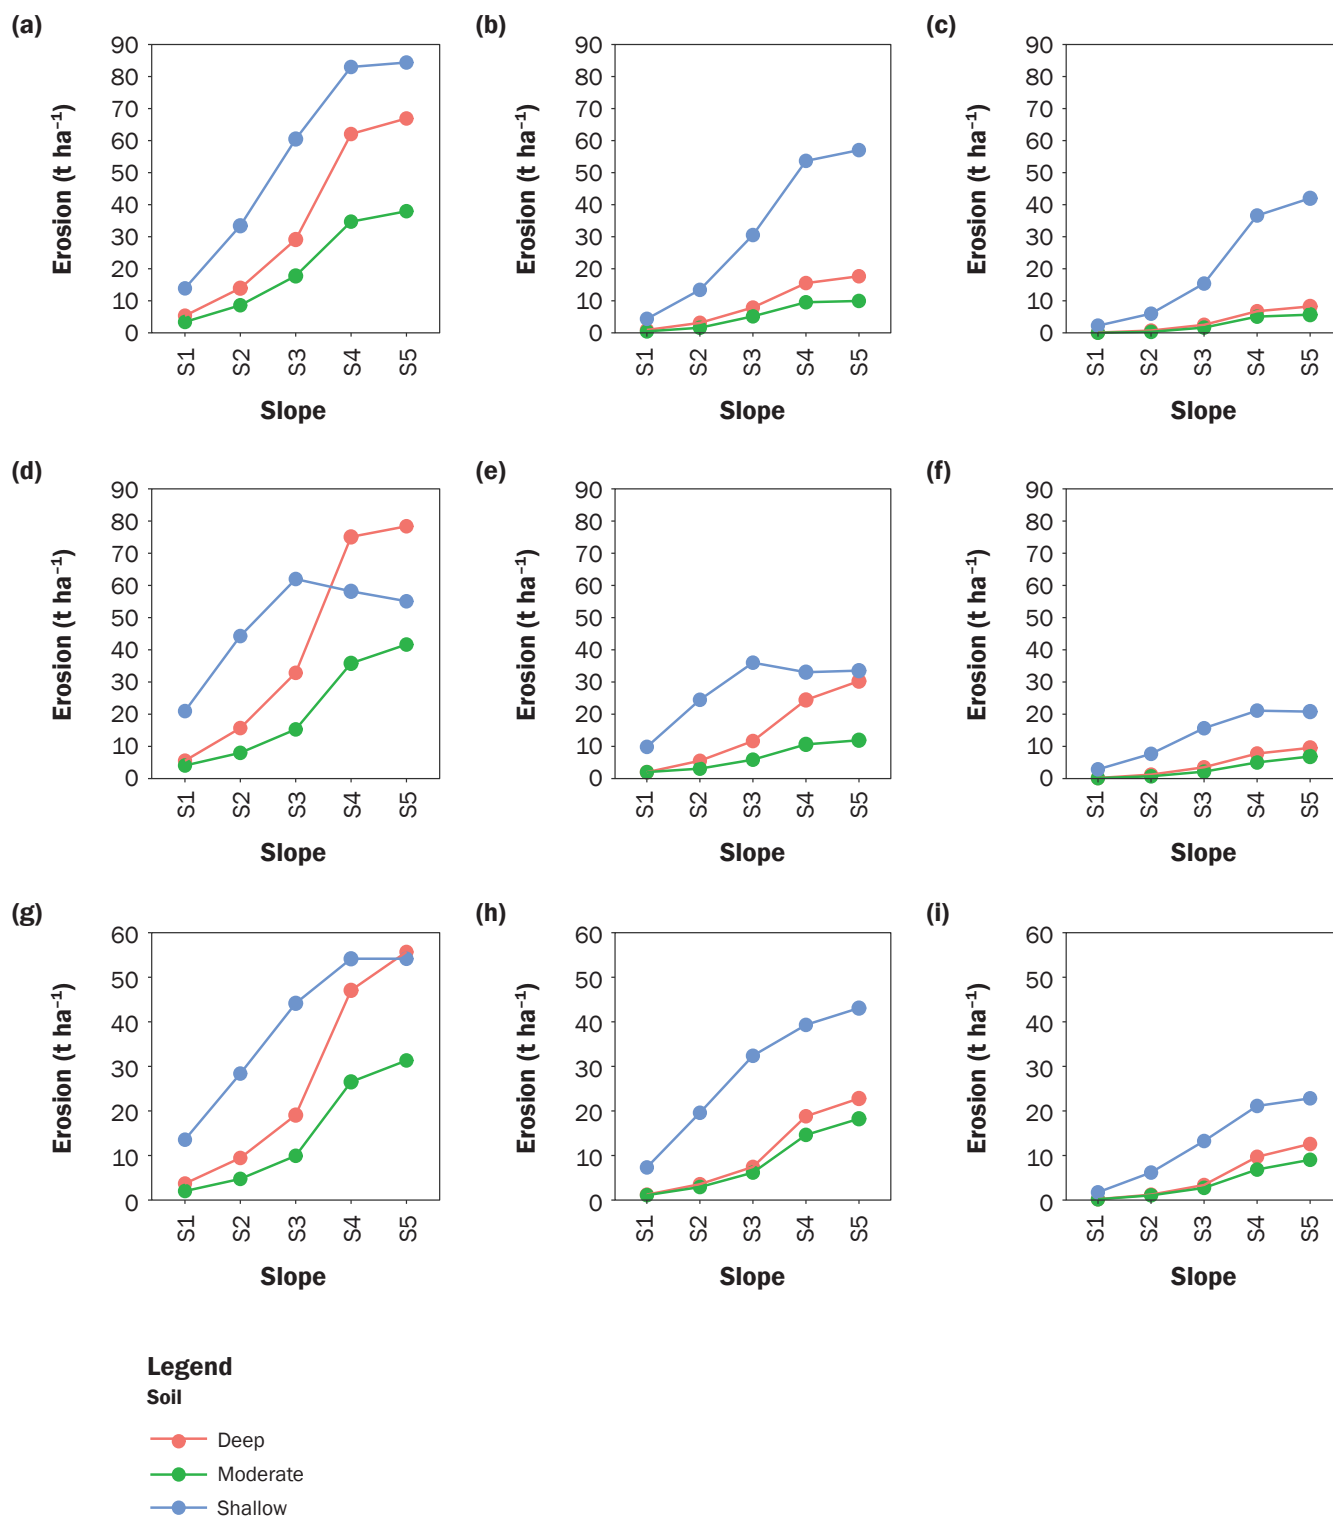 (a)
90
80
70
60
50
40
30
20
10
0
Erosion (t ha⁻¹)
S1
S2
S3
S4
S5
Slope
(b)
90
80
70
60
50
40
30
20
10
0
Erosion (t ha⁻¹)
S1
S2
S3
S4
S5
Slope
(c)
90
80
70
60
50
40
30
20
10
0
Erosion (t ha⁻¹)
S1
S2
S3
S4
S5
Slope
(d)
90
80
70
60
50
40
30
20
10
0
Erosion (t ha⁻¹)
S1
S2
S3
S4
S5
Slope
(e)
90
80
70
60
50
40
30
20
10
0
Erosion (t ha⁻¹)
S1
S2
S3
S4
S5
Slope
(f)
90
80
70
60
50
40
30
20
10
0
Erosion (t ha⁻¹)
S1
S2
S3
S4
S5
Slope
(g)
60
50
40
30
20
10
0
Erosion (t ha⁻¹)
S1
S2
S3
S4
S5
Slope
(h)
60
50
40
30
20
10
0
Erosion (t ha⁻¹)
S1
S2
S3
S4
S5
Slope
(i)
60
50
40
30
20
10
0
Erosion (t ha⁻¹)
S1
S2
S3
S4
S5
Slope
Legend
Soil
Deep
Moderate
Shallow